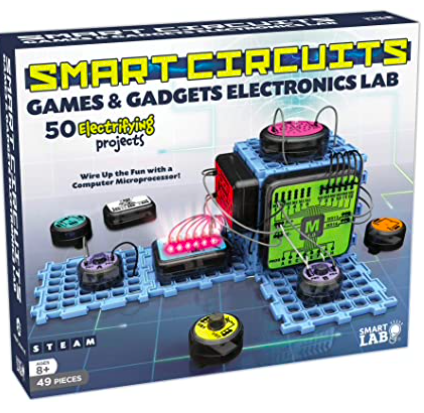 SMART CIRCUITS
GAMES & GADGETS ELECTRONICS LAB
50 Electrifying
projects
Wire Up the Fun with a
Computer Microprocessor!
M
STEAM
AGES
8+
49 PIECES
SMART
LAB